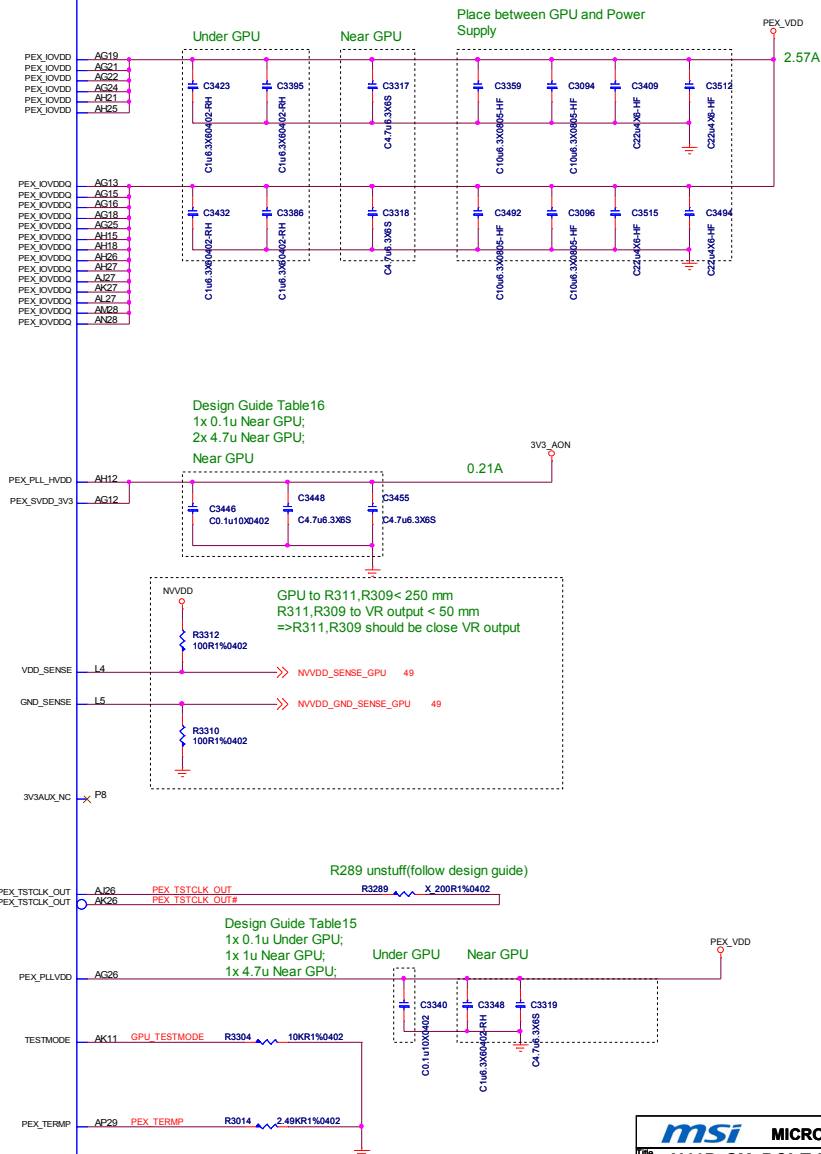 Place between GPU and Power
Supply
Under GPU
Near GPU
PEX_VDD
2.57A
PEX_IOVDD AG19
PEX_IOVDD AG21
PEX_IOVDD AG22
PEX_IOVDD AG24
PEX_IOVDD AH21
PEX_IOVDD AH25
C3423
C1u6.3X60402-RH
C3395
C1u6.3X60402-RH
C3317
C4.7u6.3X6S
C3359
C10u6.3X0805-HF
C3094
C10u6.3X0805-HF
C3409
C22u4X6-HF
C3512
C22u4X6-HF
PEX_IOVDDQ AG13
PEX_IOVDDQ AG15
PEX_IOVDDQ AG16
PEX_IOVDDQ AG18
PEX_IOVDDQ AG25
PEX_IOVDDQ AH15
PEX_IOVDDQ AH18
PEX_IOVDDQ AH26
PEX_IOVDDQ AH27
PEX_IOVDDQ AJ27
PEX_IOVDDQ AK27
PEX_IOVDDQ AL27
PEX_IOVDDQ AM28
PEX_IOVDDQ AN28
C3432
C1u6.3X60402-RH
C3386
C1u6.3X60402-RH
C3318
C4.7u6.3X6S
C3492
C10u6.3X0805-HF
C3096
C10u6.3X0805-HF
C3515
C22u4X6-HF
C3494
C22u4X6-HF
Design Guide Table16
1x 0.1u Near GPU;
2x 4.7u Near GPU;
Near GPU
3V3_AON
0.21A
PEX_PLL_HVDD AH12
PEX_SVDD_3V3 AG12
C3446
C0.1u10X0402
C3448
C4.7u6.3X6S
C3455
C4.7u6.3X6S
NVVDD
GPU to R311,R309< 250 mm
R311,R309 to VR output < 50 mm
=>R311,R309 should be close VR output
R3312
100R1%0402
VDD_SENSE L4
NVVDD_SENSE_GPU 49
GND_SENSE L5
NVVDD_GND_SENSE_GPU 49
R3310
100R1%0402
3V3AUX_NC P8
R289 unstuff(follow design guide)
PEX_TSTCLK_OUT AJ26 PEX_TSTCLK_OUT R3289 X_200R1%0402
PEX_TSTCLK_OUT AK26 PEX_TSTCLK_OUT#
Design Guide Table15
1x 0.1u Under GPU;
1x 1u Near GPU;
1x 4.7u Near GPU;
Under GPU
Near GPU
PEX_VDD
PEX_PLLVDD AG26
C3340
C0.1u10X0402
C3348
C1u6.3X60402-RH
C3319
C4.7u6.3X6S
TESTMODE AK11 GPU_TESTMODE R3304 10KR1%0402
PEX_TERMP AP29 PEX_TERMP R3014 2.49KR1%0402
msi MICRO
Title